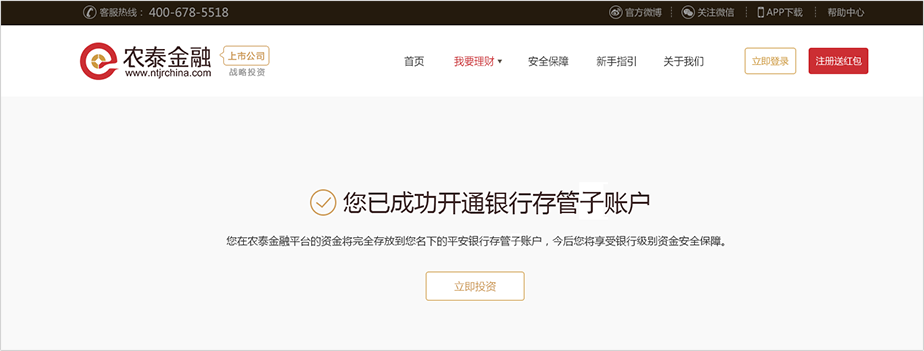 客服热线： 400-678-5518
官方微博
关注微信
APP下载
帮助中心
农泰金融
www.ntjrchina.com
上市公司
战略投资
首页
我要理财
安全保障
新手指引
关于我们
立即登录
注册送红包
您已成功开通银行存管子账户
您在农泰金融平台的资金将完全存放到您名下的平安银行存管子账户，今后您将享受银行级别资金安全保障。
立即投资